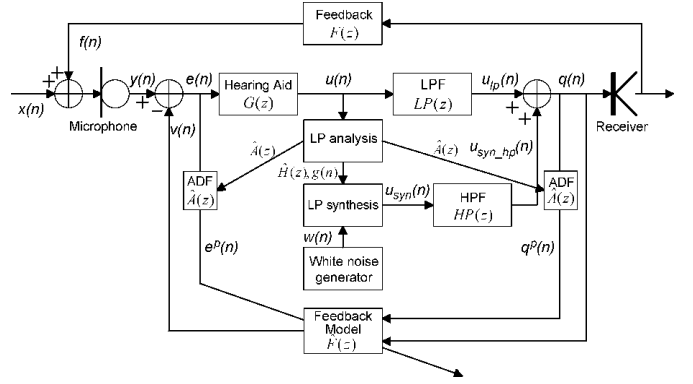 Feedback
F(z)
f(n)
+
+
x(n)
Microphone
y(n)
+
−
v(n)
e(n)
Hearing Aid
G(z)
u(n)
LPF
LP(z)
u_lp(n)
+
+
q(n)
Receiver
LP analysis
Â(z)
Â(z)
Ĥ(z), g(n)
u_syn_hp(n)
ADF
Â(z)
LP synthesis
u_syn(n)
HPF
HP(z)
ADF
Â(z)
e^p(n)
w(n)
White noise
generator
q^p(n)
Feedback
Model
F̂(z)